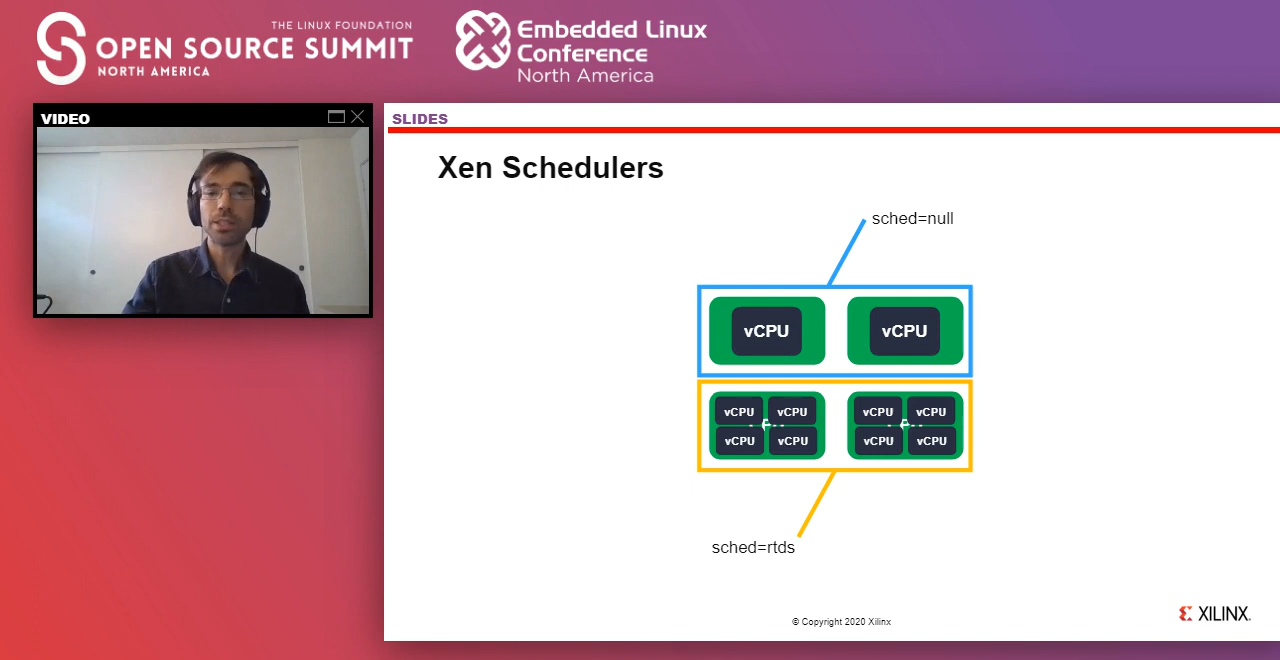 THE LINUX FOUNDATION
OPEN SOURCE SUMMIT
NORTH AMERICA
Embedded Linux
Conference
North America
VIDEO
SLIDES
Xen Schedulers
sched=null
vCPU vCPU
vCPU vCPU vCPU vCPU
vCPU vCPU vCPU vCPU
sched=rtds
© Copyright 2020 Xilinx
XILINX.